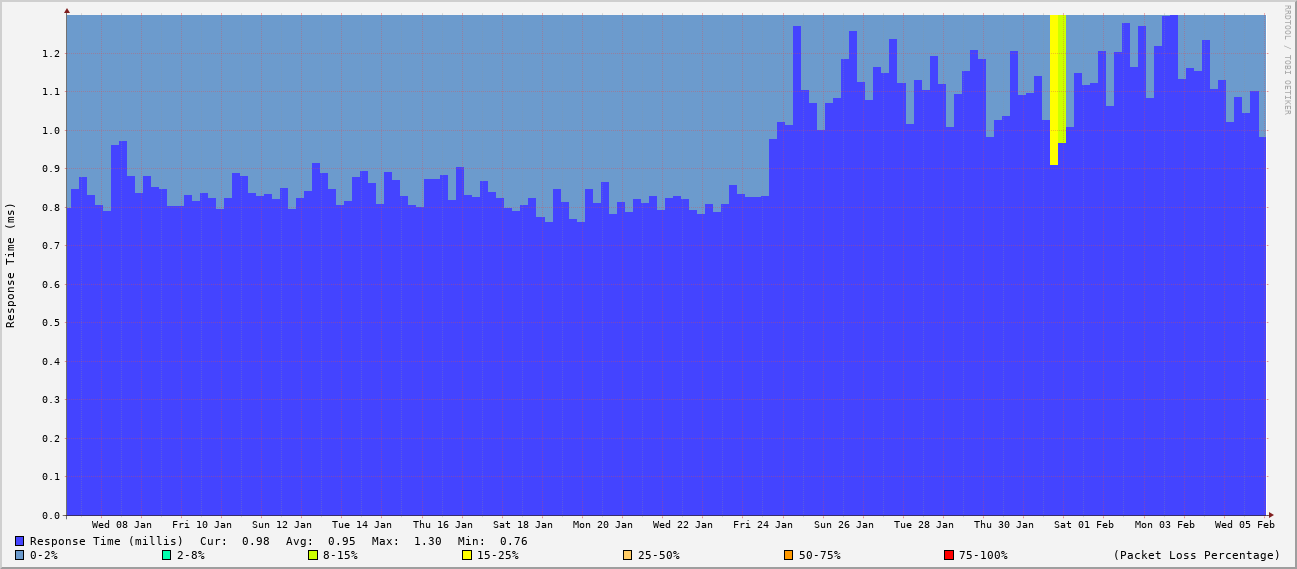 RRDTOOL / TOBI OETIKER
Response Time (ms)
1.2
1.1
1.0
0.9
0.8
0.7
0.6
0.5
0.4
0.3
0.2
0.1
0.0
Wed 08 Jan Fri 10 Jan Sun 12 Jan Tue 14 Jan Thu 16 Jan Sat 18 Jan Mon 20 Jan Wed 22 Jan Fri 24 Jan Sun 26 Jan Tue 28 Jan Thu 30 Jan Sat 01 Feb Mon 03 Feb Wed 05 Feb
Response Time (millis) Cur: 0.98 Avg: 0.95 Max: 1.30 Min: 0.76
0-2% 2-8% 8-15% 15-25% 25-50% 50-75% 75-100% (Packet Loss Percentage)